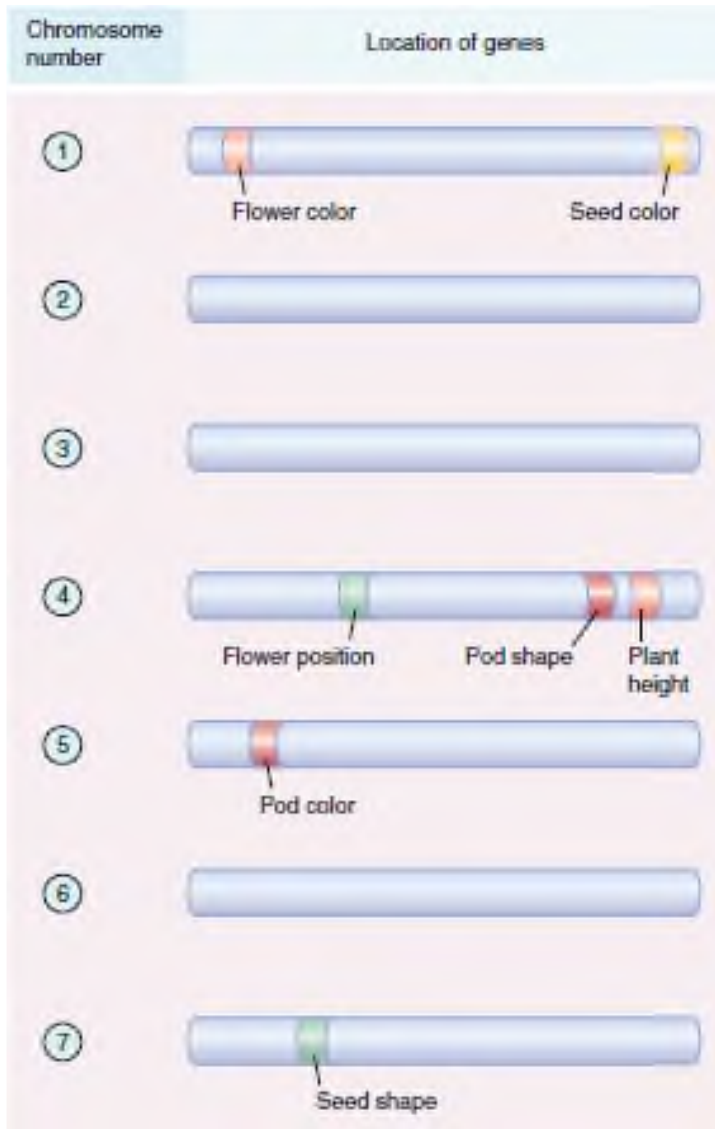 Chromosome
number
Location of genes
1
Flower color
Seed color
2
3
4
Flower position
Pod shape
Plant
height
5
Pod color
6
7
Seed shape